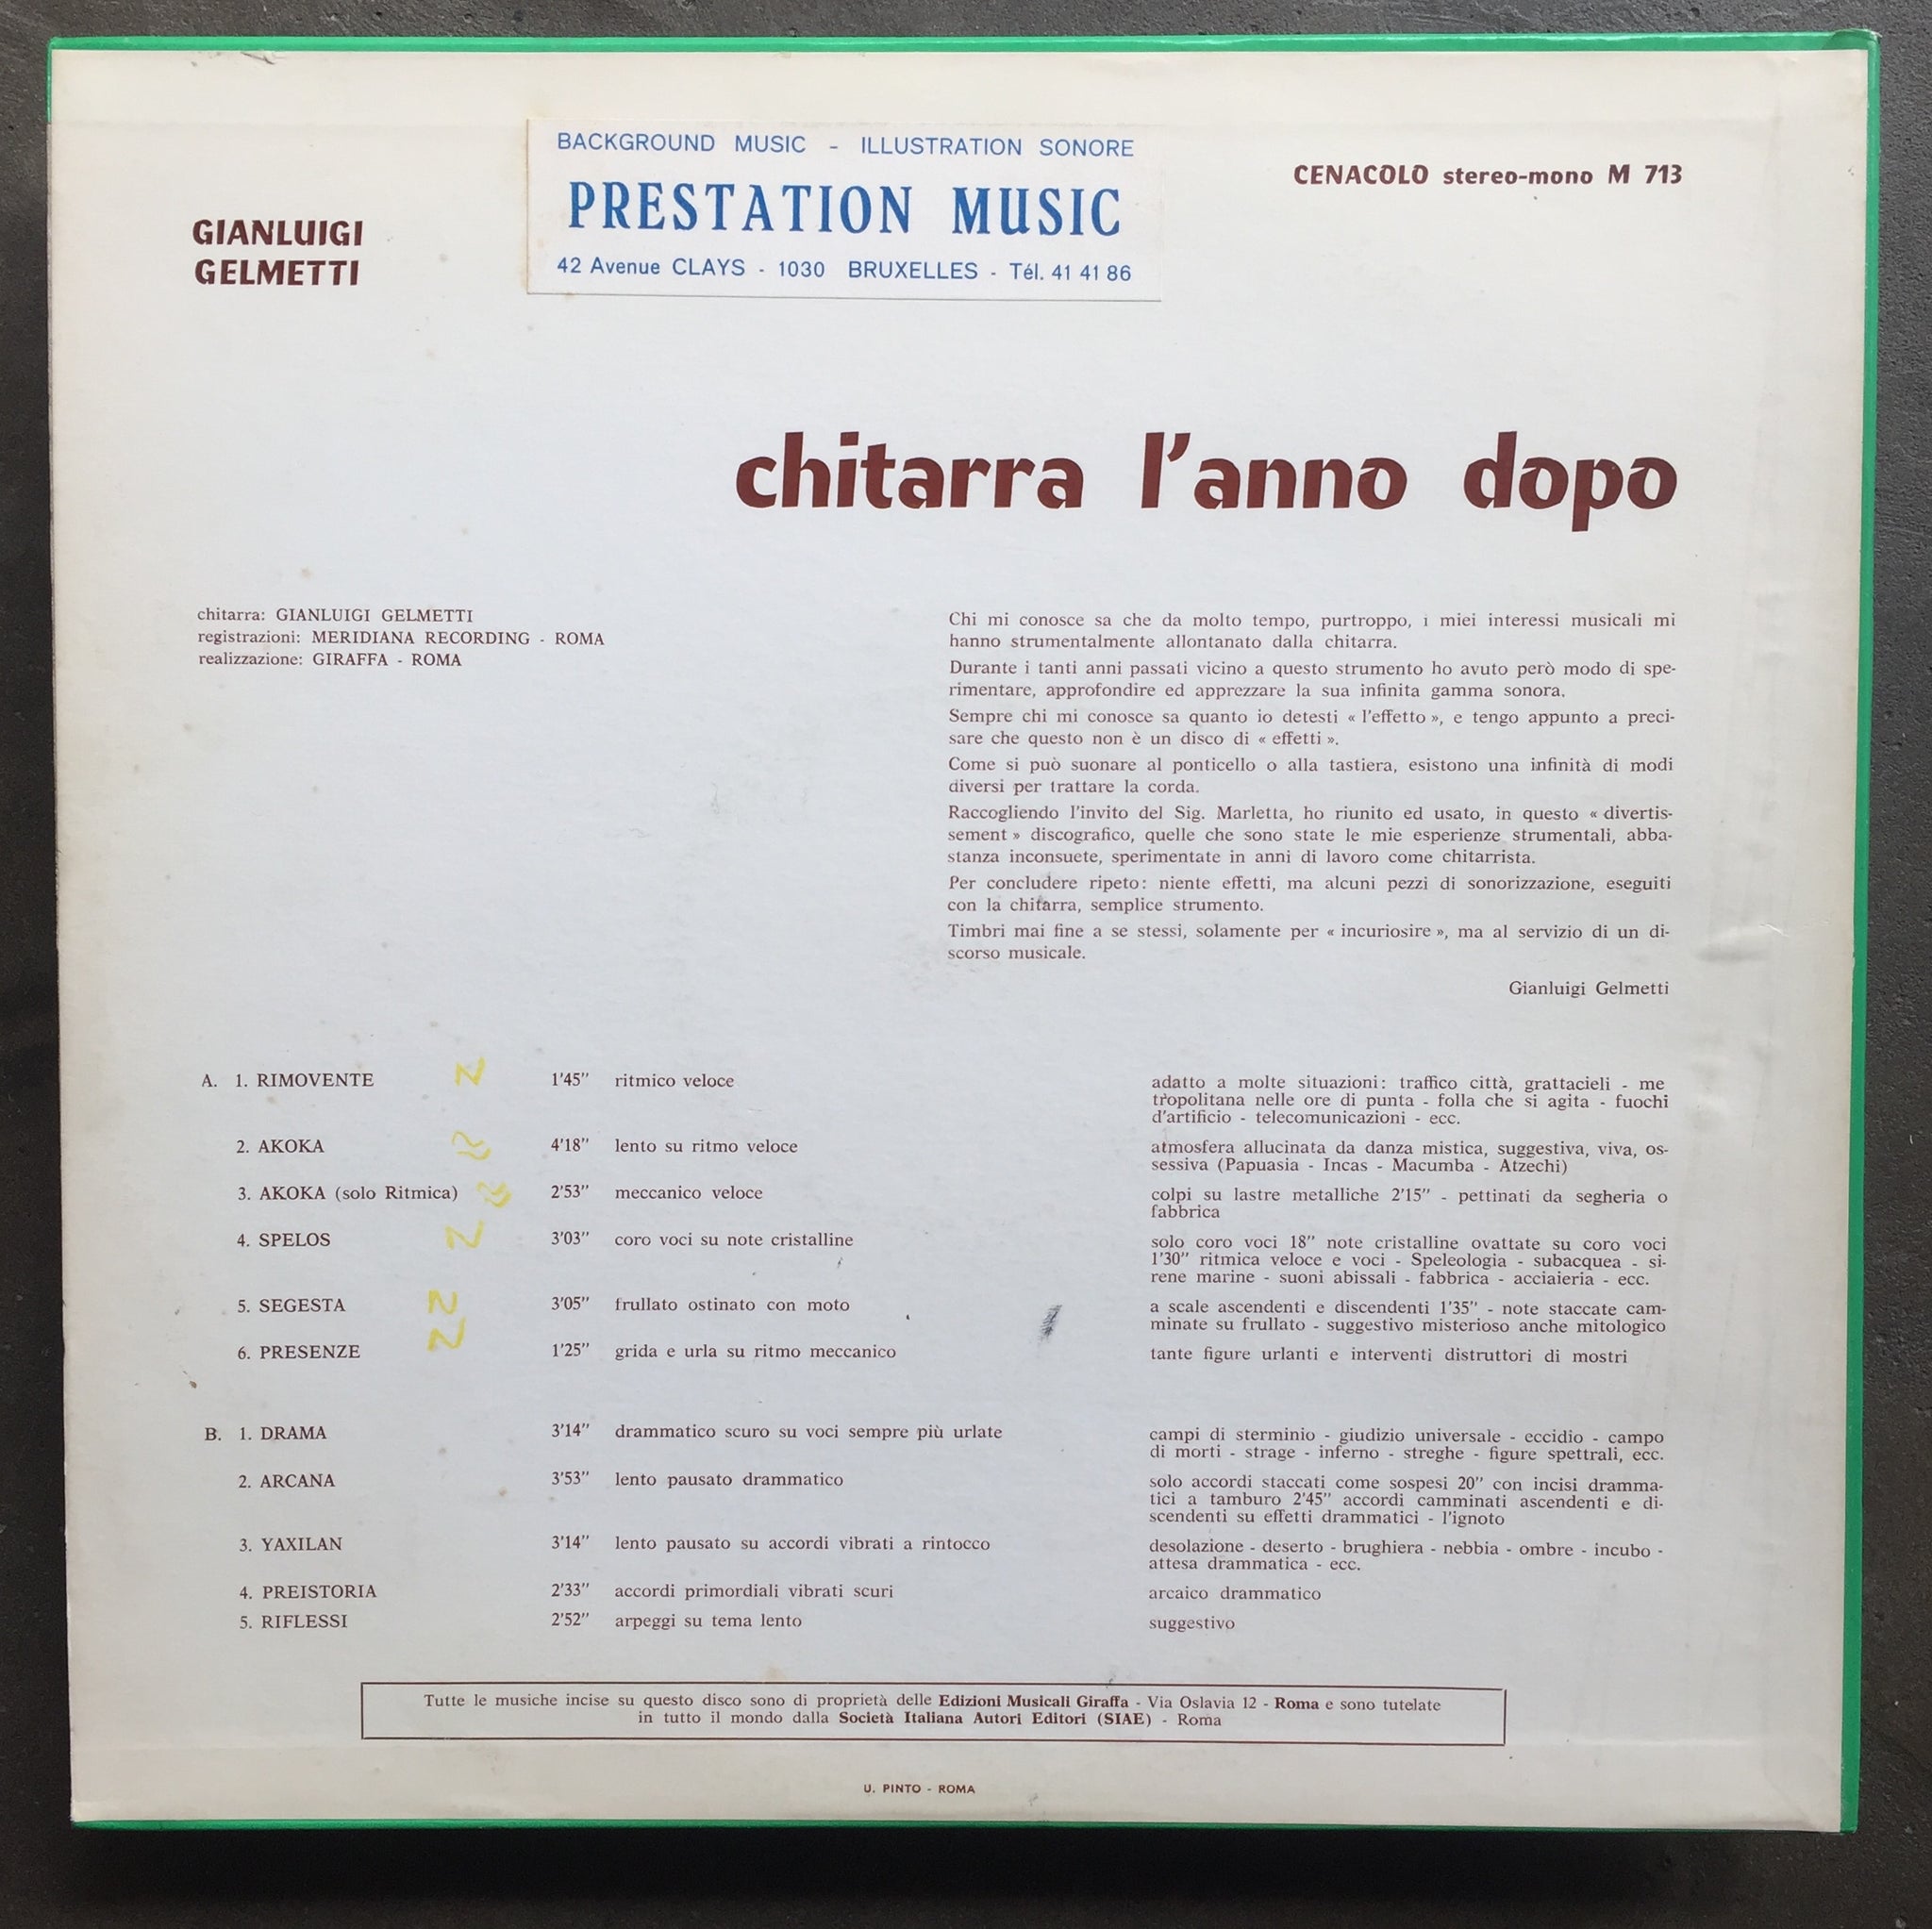 BACKGROUND MUSIC - ILLUSTRATION SONORE
PRESTATION MUSIC
42 Avenue CLAYS - 1030 BRUXELLES - Tél. 41 41 86
CENACOLO stereo-mono M 713
GIANLUIGI
GELMETTI
chitarra l'anno dopo
chitarra: GIANLUIGI GELMETTI
registrazioni: MERIDIANA RECORDING - ROMA
realizzazione: GIRAFFA - ROMA
Chi mi conosce sa che da molto tempo, purtroppo, i miei interessi musicali mi
hanno strumentalmente allontanato dalla chitarra.
Durante i tanti anni passati vicino a questo strumento ho avuto però modo di spe-
rimentare, approfondire ed apprezzare la sua infinita gamma sonora.
Sempre chi mi conosce sa quanto io detesti « l'effetto », e tengo appunto a preci-
sare che questo non è un disco di « effetti ».
Come si può suonare al ponticello o alla tastiera, esistono una infinità di modi
diversi per trattare la corda.
Raccogliendo l'invito del Sig. Marletta, ho riunito ed usato, in questo « divertis-
sement » discografico, quelle che sono state le mie esperienze strumentali, abba-
stanza inconsuete, sperimentate in anni di lavoro come chitarrista.
Per concludere ripeto: niente effetti, ma alcuni pezzi di sonorizzazione, eseguiti
con la chitarra, semplice strumento.
Timbri mai fine a se stessi, solamente per « incuriosire », ma al servizio di un di-
scorso musicale.
Gianluigi Gelmetti
A. 1. RIMOVENTE 1'45" ritmico veloce adatto a molte situazioni: traffico città, grattacieli - me
tropolitana nelle ore di punta - folla che si agita - fuochi
d'artificio - telecomunicazioni - ecc.
2. AKOKA 4'18" lento su ritmo veloce atmosfera allucinata da danza mistica, suggestiva, viva, os-
sessiva (Papuasia - Incas - Macumba - Atzechi)
3. AKOKA (solo Ritmica) 2'53" meccanico veloce colpi su lastre metalliche 2'15" - pettinati da segheria o
fabbrica
4. SPELOS 3'03" coro voci su note cristalline solo coro voci 18" note cristalline ovattate su coro voci
1'30" ritmica veloce e voci - Speleologia - subacquea - si-
rene marine - suoni abissali - fabbrica - acciaieria - ecc.
5. SEGESTA 3'05" frullato ostinato con moto a scale ascendenti e discendenti 1'35" - note staccate cam-
minate su frullato - suggestivo misterioso anche mitologico
6. PRESENZE 1'25" grida e urla su ritmo meccanico tante figure urlanti e interventi distruttori di mostri
B. 1. DRAMA 3'14" drammatico scuro su voci sempre più urlate campi di sterminio - giudizio universale - eccidio - campo
di morti - strage - inferno - streghe - figure spettrali, ecc.
2. ARCANA 3'53" lento pausato drammatico solo accordi staccati come sospesi 20" con incisi dramma-
tici a tamburo 2'45" accordi camminati ascendenti e di-
scendenti su effetti drammatici - l'ignoto
3. YAXILAN 3'14" lento pausato su accordi vibrati a rintocco desolazione - deserto - brughiera - nebbia - ombre - incubo -
attesa drammatica - ecc.
4. PREISTORIA 2'33" accordi primordiali vibrati scuri arcaico drammatico
5. RIFLESSI 2'52" arpeggi su tema lento suggestivo
Tutte le musiche incise su questo disco sono di proprietà delle Edizioni Musicali Giraffa - Via Oslavia 12 - Roma e sono tutelate
in tutto il mondo dalla Società Italiana Autori Editori (SIAE) - Roma
U. PINTO - ROMA